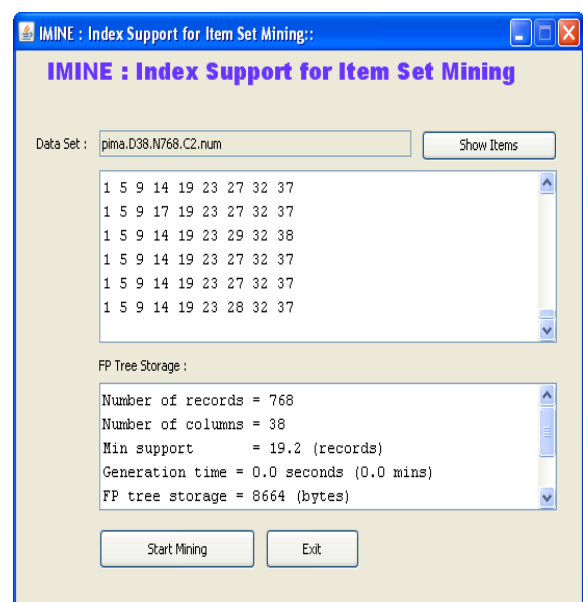 IMINE : Index Support for Item Set Mining::
IMINE : Index Support for Item Set Mining
Data Set : pima.D38.N768.C2.num Show Items
1 5 9 14 19 23 27 32 37
1 5 9 17 19 23 27 32 37
1 5 9 14 19 23 29 32 38
1 5 9 14 19 23 27 32 37
1 5 9 14 19 23 27 32 37
1 5 9 14 19 23 28 32 37
FP Tree Storage :
Number of records = 768
Number of columns = 38
Min support = 19.2 (records)
Generation time = 0.0 seconds (0.0 mins)
FP tree storage = 8664 (bytes)
Start Mining Exit